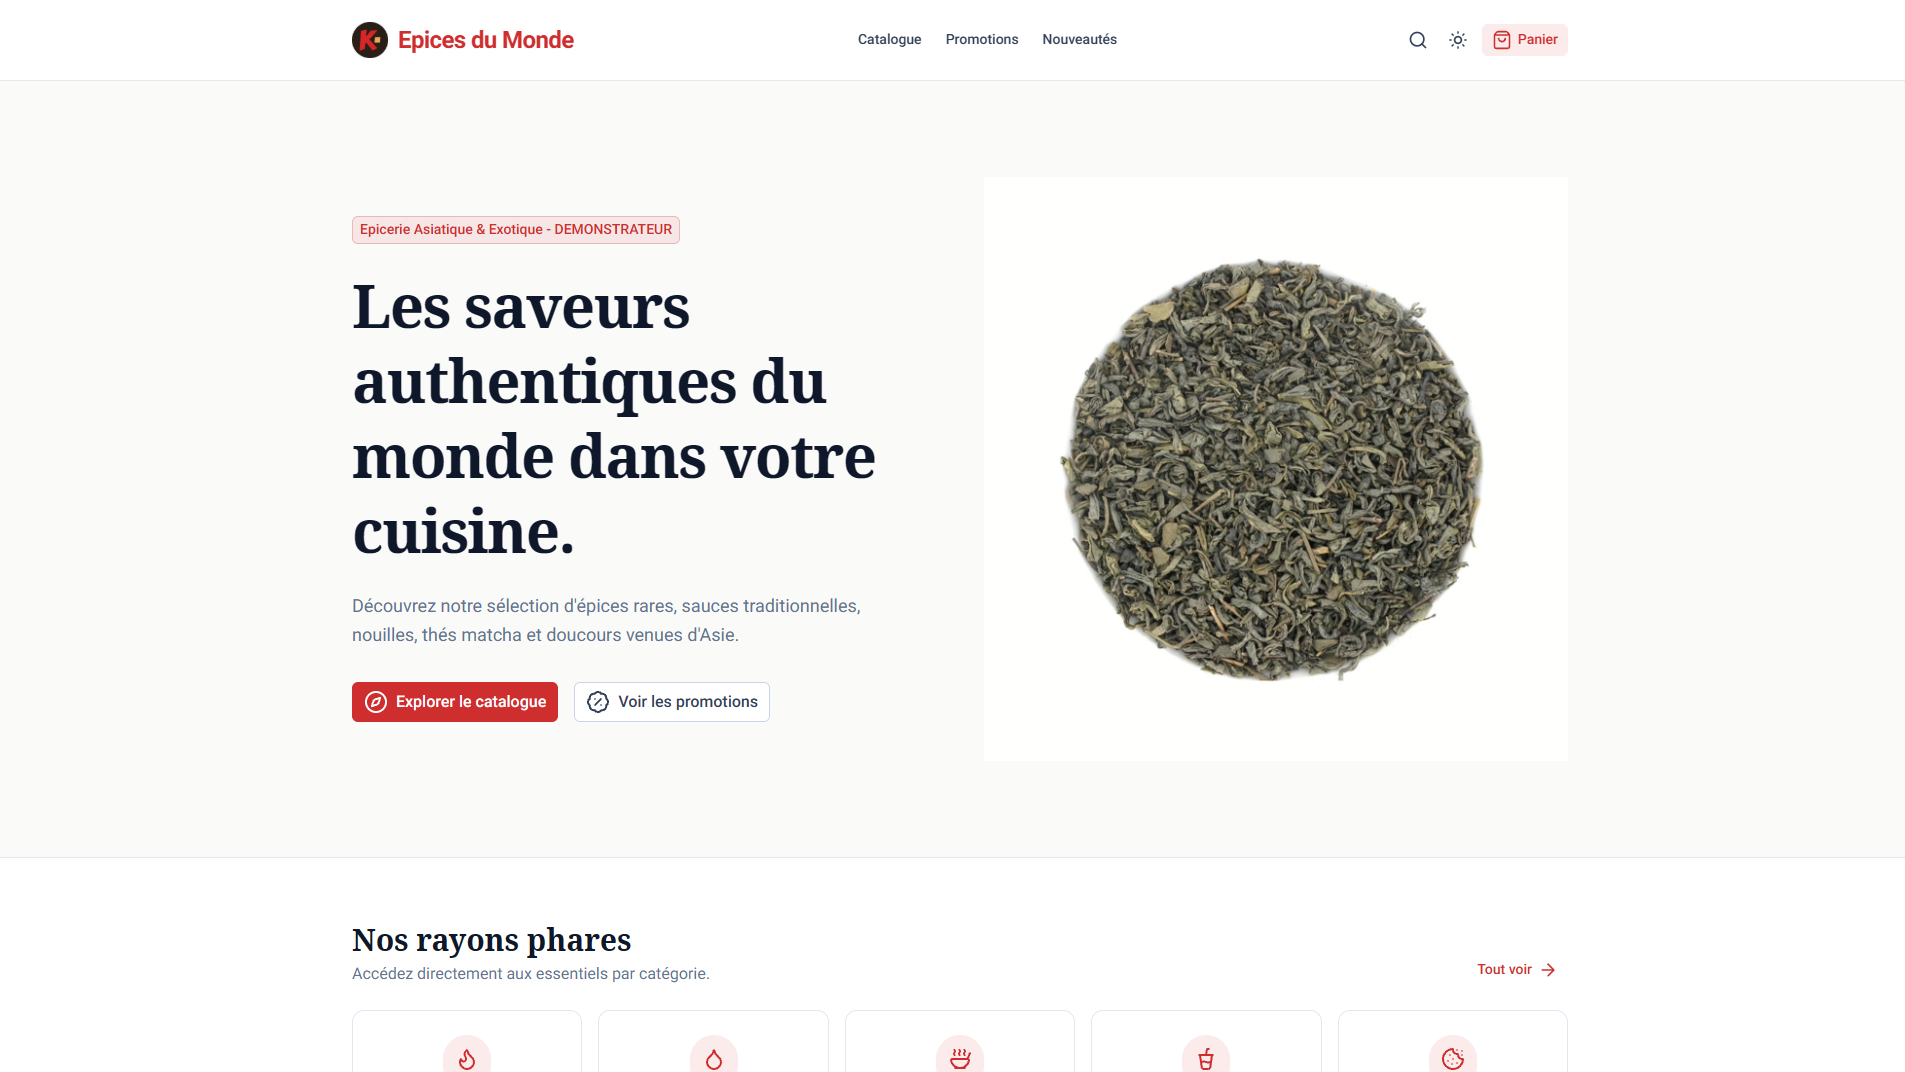 Epices du Monde
Catalogue
Promotions
Nouveautés
Panier
Epicerie Asiatique & Exotique - DEMONSTRATEUR
Les saveurs
authentiques du
monde dans votre
cuisine.
Découvrez notre sélection d'épices rares, sauces traditionnelles,
nouilles, thés matcha et doucours venues d'Asie.
Explorer le catalogue
Voir les promotions
Nos rayons phares
Accédez directement aux essentiels par catégorie.
Tout voir